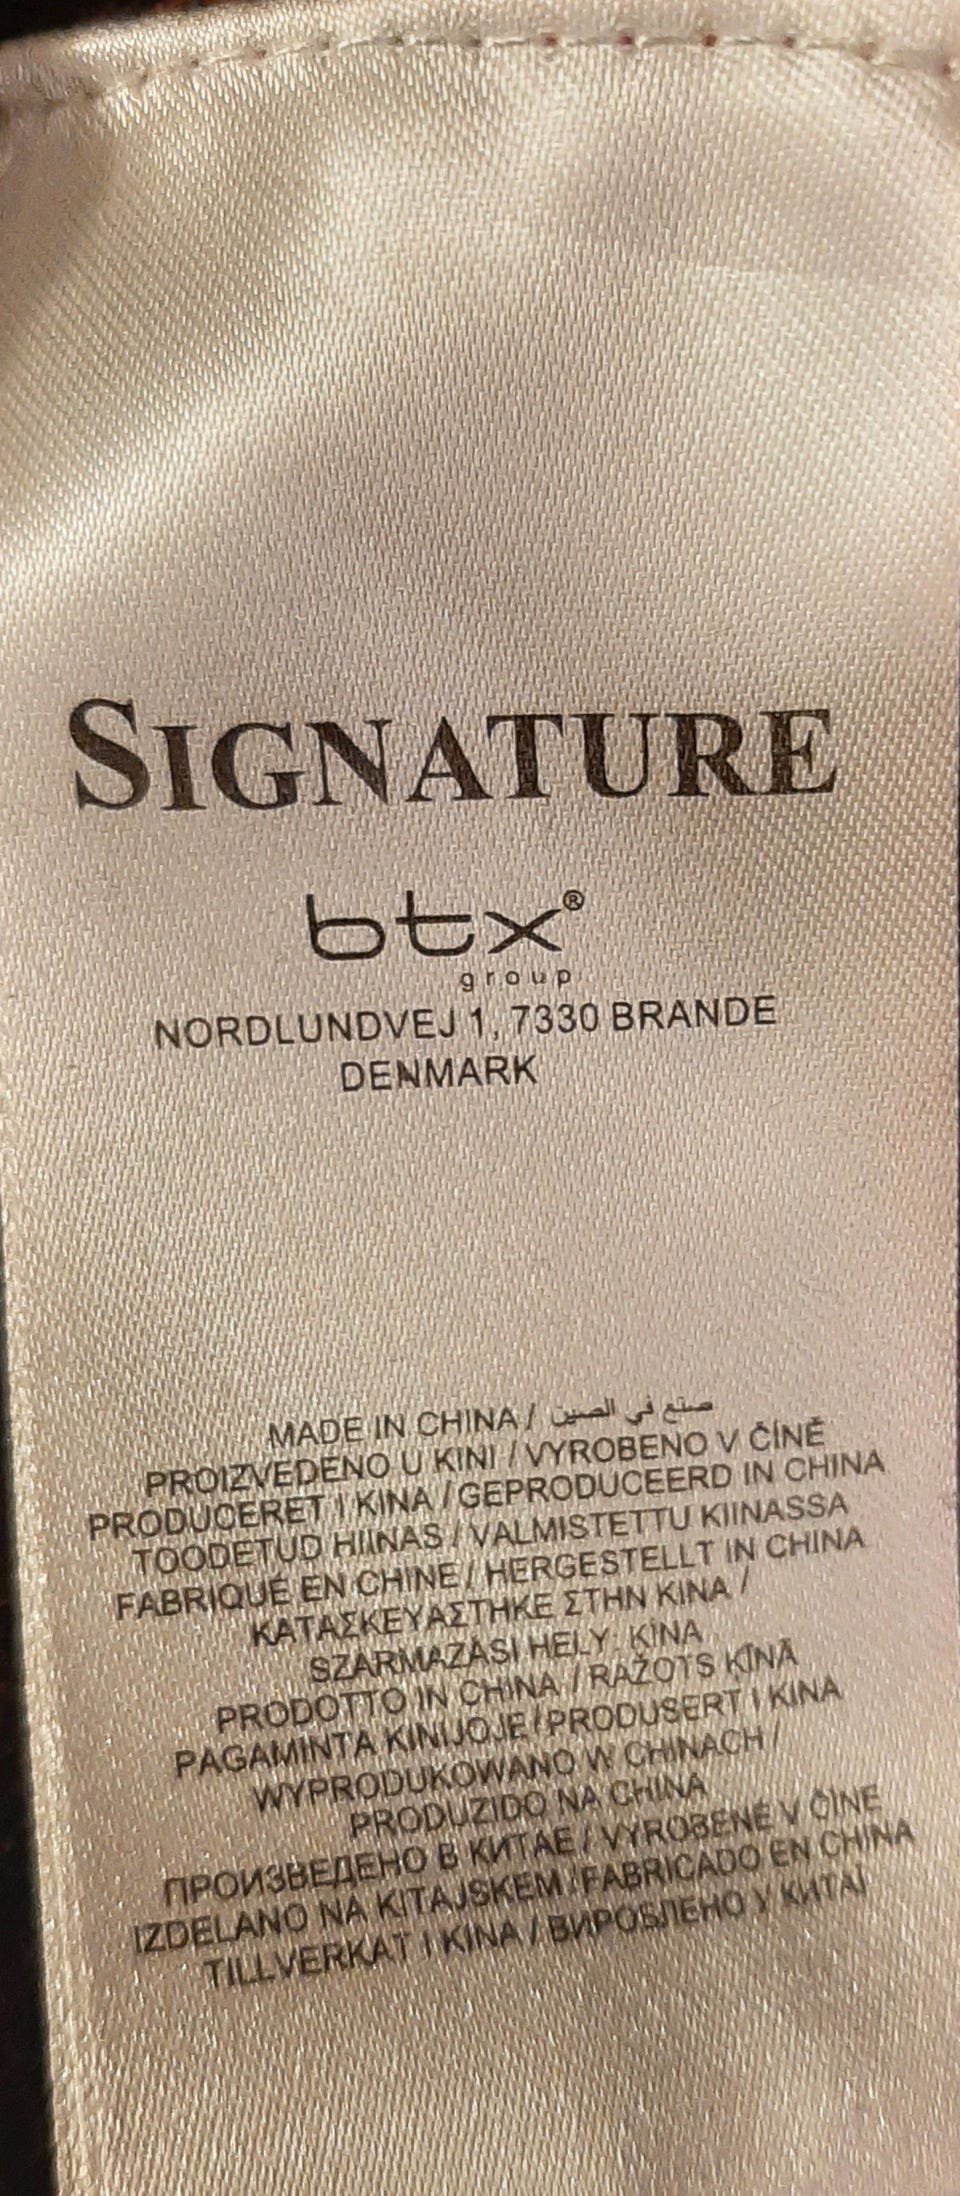 SIGNATURE
btx®
group
NORDLUNDVEJ 1, 7330 BRANDE
DENMARK
MADE IN CHINA / صنع في الصين
PROIZVEDENO U KINI / VYROBENO V ČÍNĚ
PRODUCERET I KINA / GEPRODUCEERD IN CHINA
TOODETUD HIINAS / VALMISTETTU KIINASSA
FABRIQUÉ EN CHINE / HERGESTELLT IN CHINA
ΚΑΤΑΣΚΕΥΑΣΤΗΚΕ ΣΤΗΝ ΚΙΝΑ /
SZÁRMAZÁSI HELY: KÍNA
PRODOTTO IN CHINA / RAŽOTS ĶĪNĀ
PAGAMINTA KINIJOJE / PRODUSERT I KINA
WYPRODUKOWANO W CHINACH /
PRODUZIDO NA CHINA
ПРОИЗВЕДЕНО В КИТАЕ / VYROBENÉ V ČÍNE
IZDELANO NA KITAJSKEM / FABRICADO EN CHINA
TILLVERKAT I KINA / ВИРОБЛЕНО У КИТАЇ